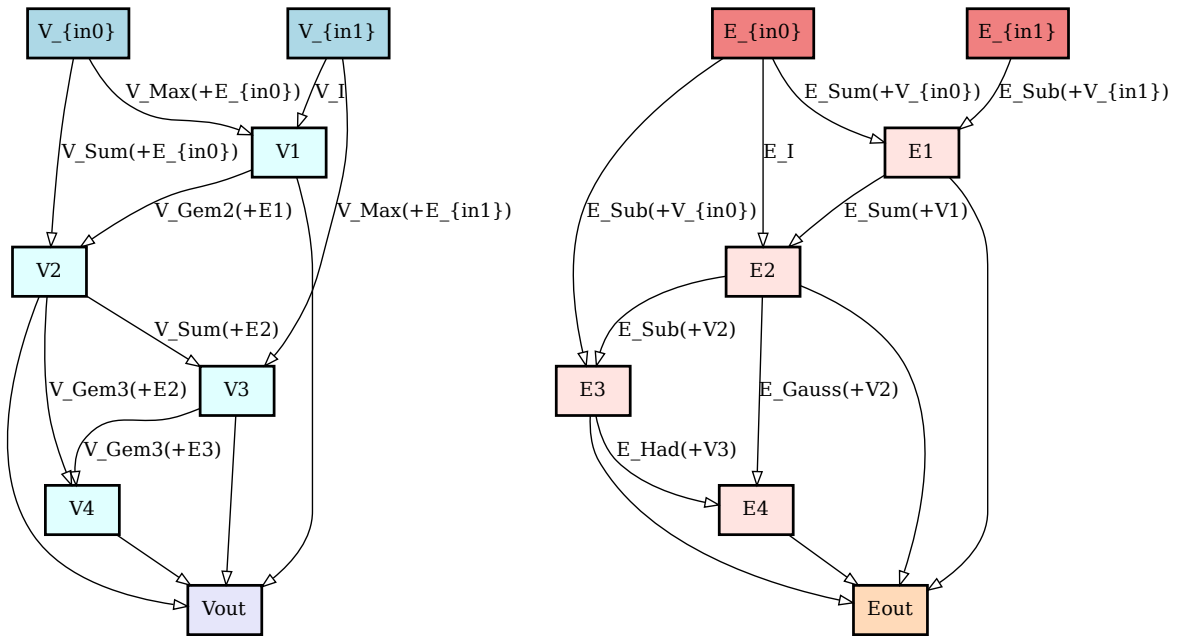 V_{in0}
V_{in1}
E_{in0}
E_{in1}
V_Max(+E_{in0})
V_I
E_Sum(+V_{in0})
E_Sub(+V_{in1})
V_Sum(+E_{in0})
V1
E_I
E1
V_Gem2(+E1)
V_Max(+E_{in1})
E_Sub(+V_{in0})
E_Sum(+V1)
V2
E2
V_Sum(+E2)
E_Sub(+V2)
V_Gem3(+E2)
V3
E3
E_Gauss(+V2)
V_Gem3(+E3)
E_Had(+V3)
V4
E4
Vout
Eout